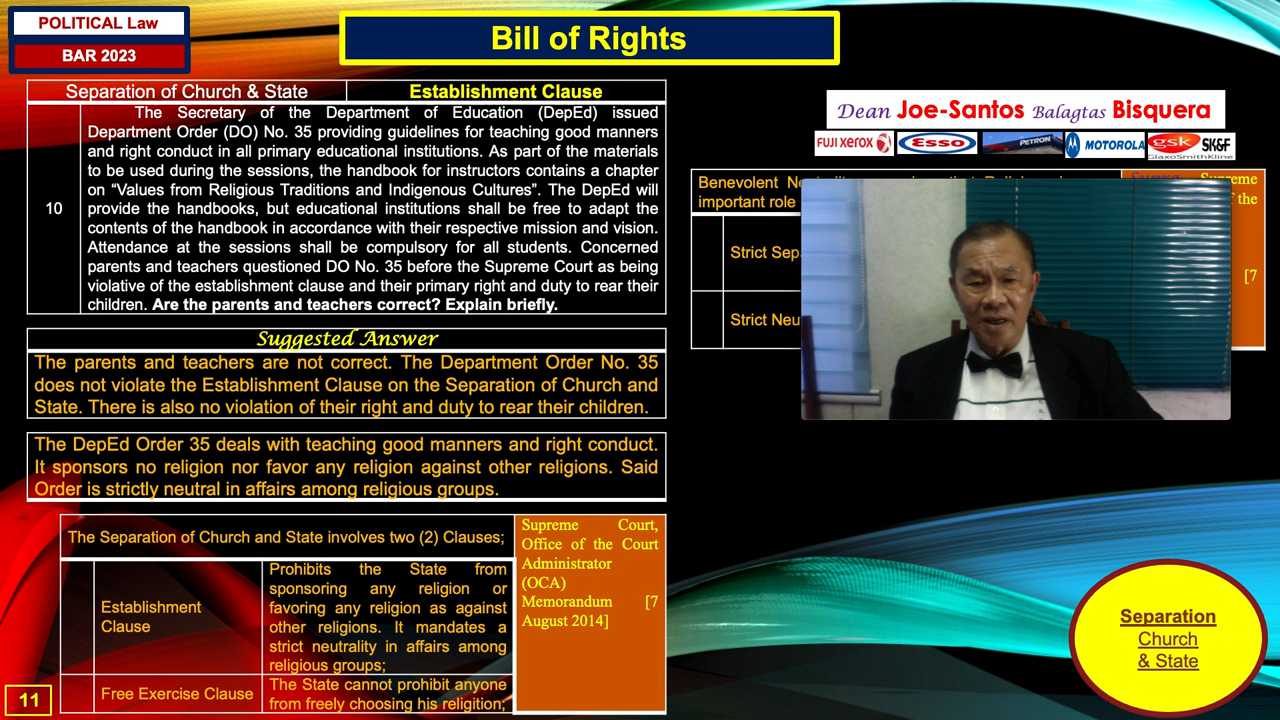 POLITICAL Law
BAR 2023
Bill of Rights
Separation of Church & State
Establishment Clause
10
The Secretary of the Department of Education (DepEd) issued
Department Order (DO) No. 35 providing guidelines for teaching good manners
and right conduct in all primary educational institutions. As part of the materials
to be used during the sessions, the handbook for instructors contains a chapter
on “Values from Religious Traditions and Indigenous Cultures”. The DepEd will
provide the handbooks, but educational institutions shall be free to adapt the
contents of the handbook in accordance with their respective mission and vision.
Attendance at the sessions shall be compulsory for all students. Concerned
parents and teachers questioned DO No. 35 before the Supreme Court as being
violative of the establishment clause and their primary right and duty to rear their
children. Are the parents and teachers correct? Explain briefly.
Suggested Answer
The parents and teachers are not correct. The Department Order No. 35
does not violate the Establishment Clause on the Separation of Church and
State. There is also no violation of their right and duty to rear their children.
The DepEd Order 35 deals with teaching good manners and right conduct.
It sponsors no religion nor favor any religion against other religions. Said
Order is strictly neutral in affairs among religious groups.
The Separation of Church and State involves two (2) Clauses;
Establishment
Clause
Prohibits the State from
sponsoring any religion or
favoring any religion as against
other religions. It mandates a
strict neutrality in affairs among
religious groups;
Free Exercise Clause
The State cannot prohibit anyone
from freely choosing his religition;
Supreme Court,
Office of the Court
Administrator
(OCA)
Memorandum [7
August 2014]
11
Dean Joe-Santos Balagtas Bisquera
FUJI XEROX
ESSO
PETRON
MOTOROLA
gsk
SK&F
GlaxoSmithKline
Benevolent
important role
Strict
Strict
[7
Separation
Church
& State